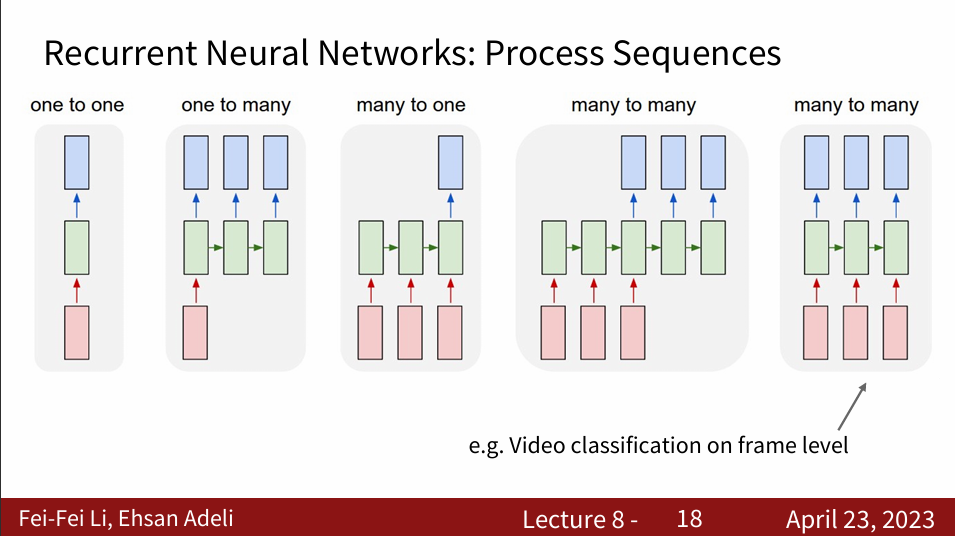 Recurrent Neural Networks: Process Sequences
one to one
one to many
many to one
many to many
many to many
e.g. Video classification on frame level
Fei-Fei Li, Ehsan Adeli
Lecture 8 - 18
April 23, 2023